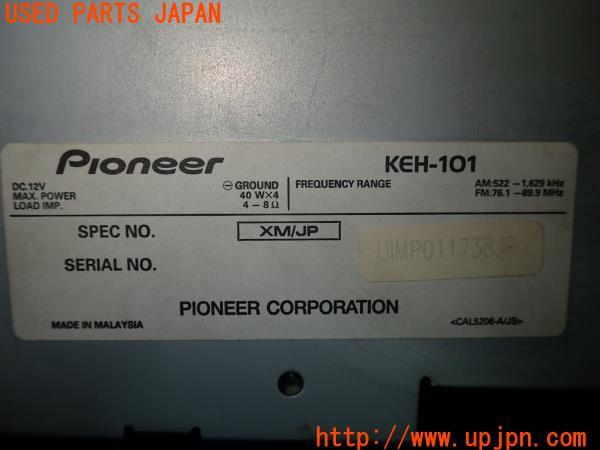 USED PARTS JAPAN
Pioneer KEH-101
DC.12V ⊖ GROUND FREQUENCY RANGE AM:522 – 1,629 kHz
MAX. POWER 40 W×4 FM:76.1 – 89.9 MHz
LOAD IMP. 4 – 8 Ω
SPEC NO. XM/JP
SERIAL NO. UIMP011733JP
PIONEER CORPORATION
MADE IN MALAYSIA <CAL5206-A/JS>
http://www.upjpn.com/